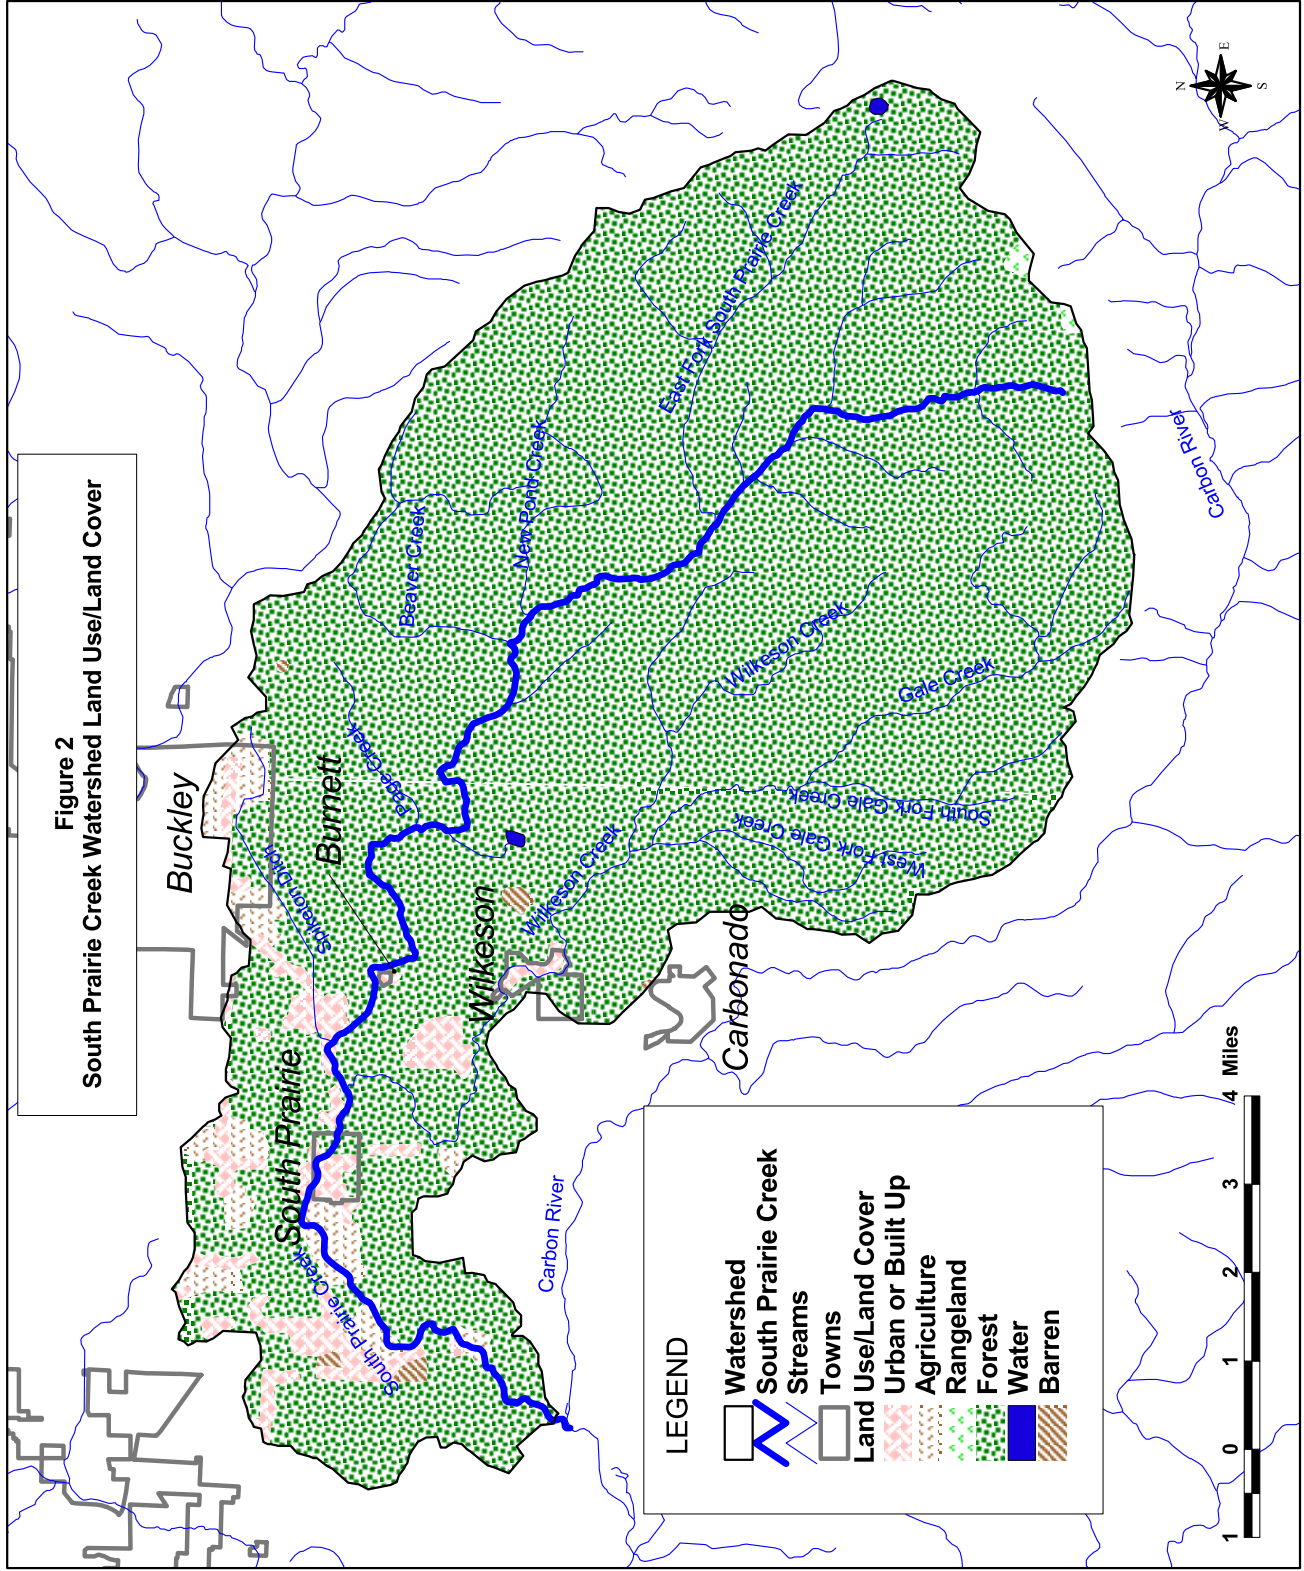 Figure 2
South Prairie Creek Watershed Land Use/Land Cover
Buckley
Burnett
Wilkeson
Carbonado
South Prairie
Spiketon Ditch
Page Creek
Beaver Creek
New Pond Creek
East Fork South Prairie Creek
Wilkeson Creek
Gale Creek
South Fork Gale Creek
West Fork Gale Creek
Wilkeson Creek
South Prairie Creek
Carbon River
Carbon River
N
E
S
W
LEGEND
Watershed
South Prairie Creek
Streams
Towns
Land Use/Land Cover
Urban or Built Up
Agriculture
Rangeland
Forest
Water
Barren
1 0 1 2 3 4 Miles